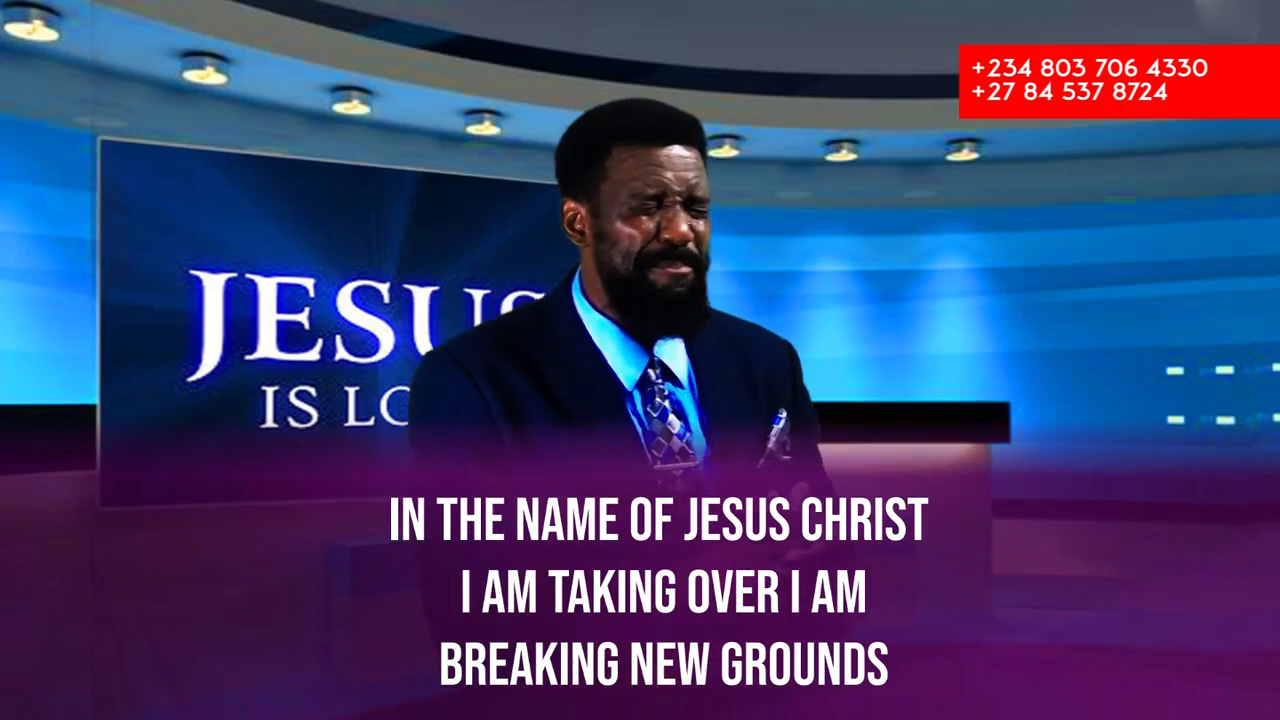 +234 803 706 4330
+27 84 537 8724
JESUS
IS LO
IN THE NAME OF JESUS CHRIST
I AM TAKING OVER I AM
BREAKING NEW GROUNDS